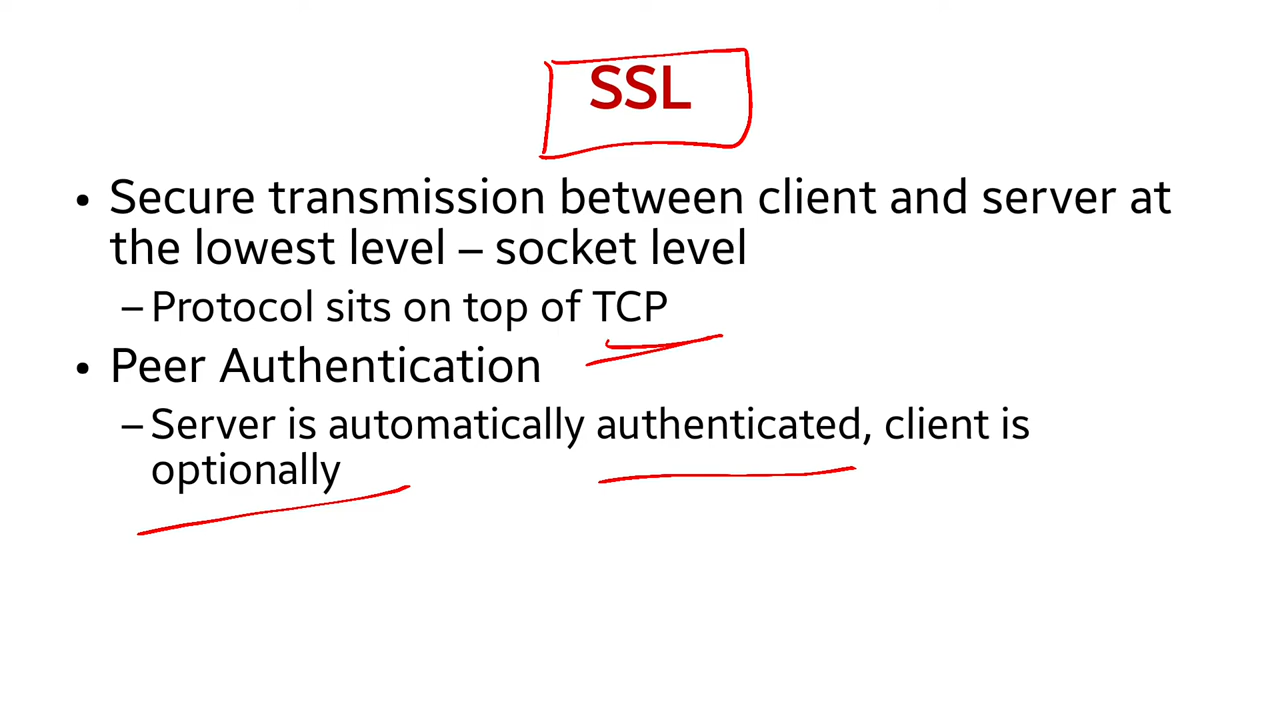 SSL
• Secure transmission between client and server at
the lowest level – socket level
– Protocol sits on top of TCP
• Peer Authentication
– Server is automatically authenticated, client is
optionally